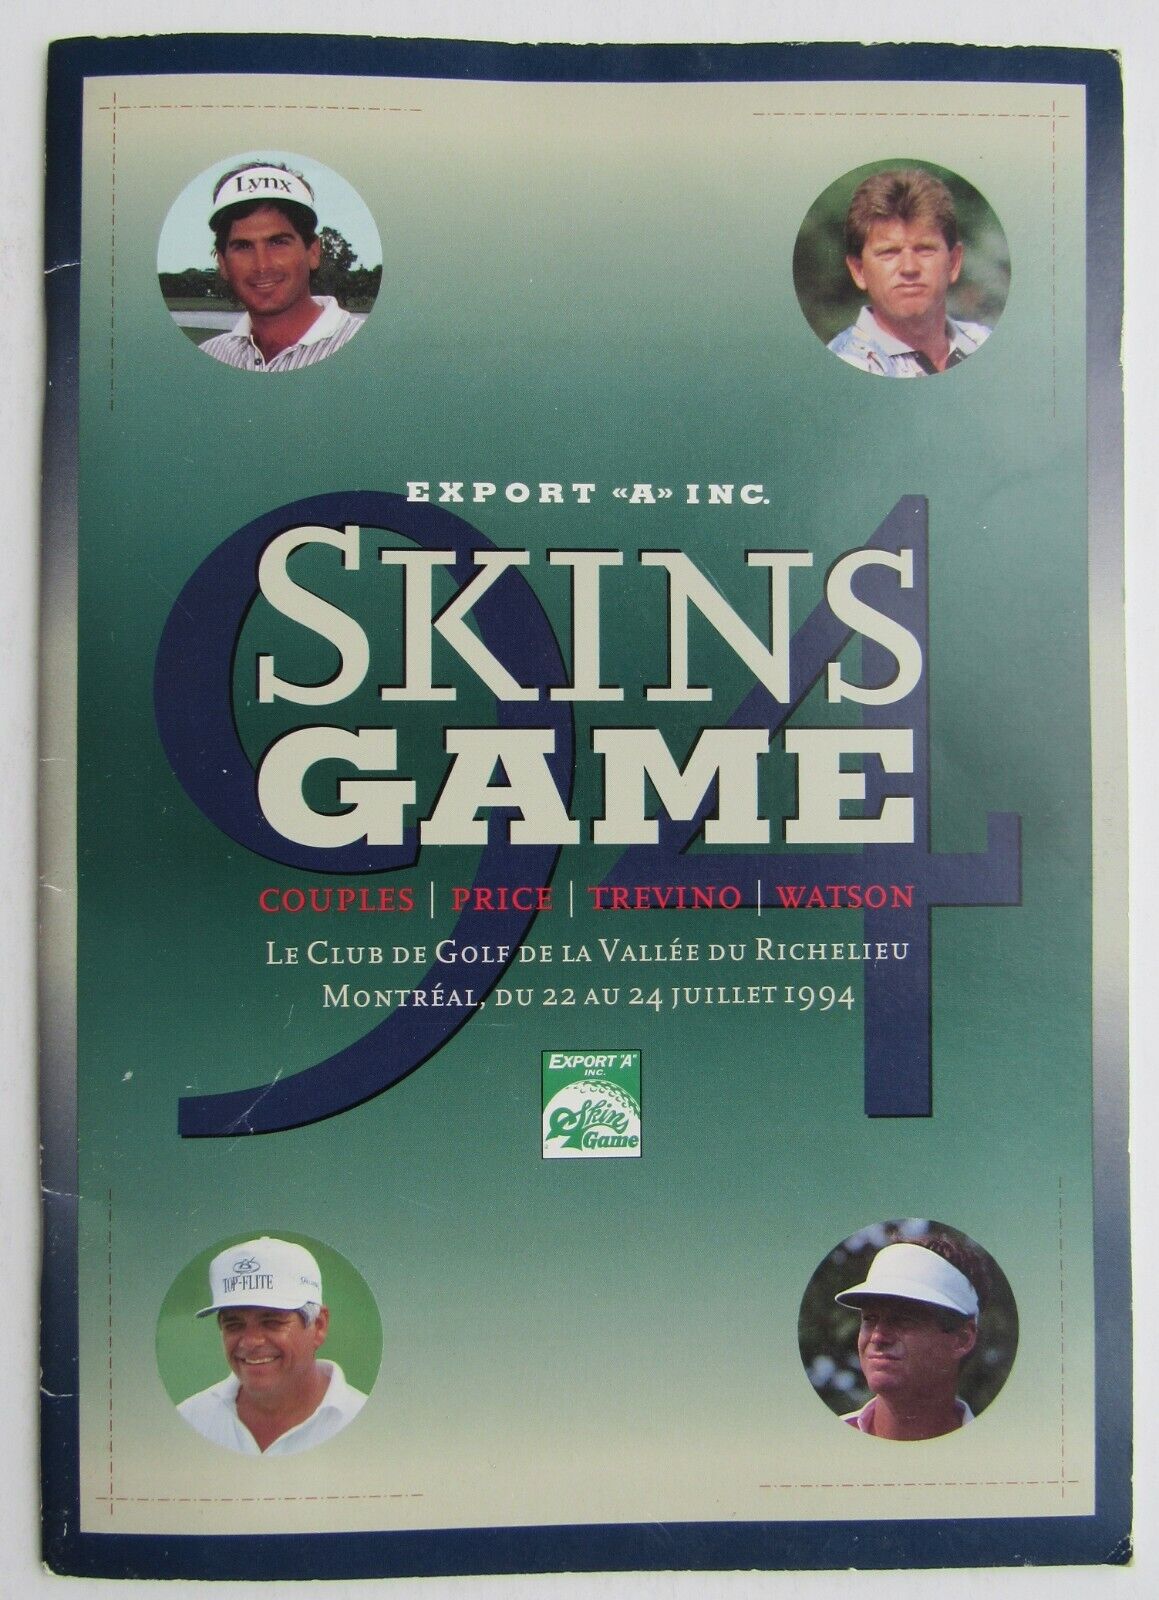 Lynx
EXPORT «A» INC.
94
SKINS
GAME
COUPLES | PRICE | TREVINO | WATSON
LE CLUB DE GOLF DE LA VALLÉE DU RICHELIEU
MONTRÉAL, DU 22 AU 24 JUILLET 1994
EXPORT "A"
INC.
Skins
Game
TOP-FLITE